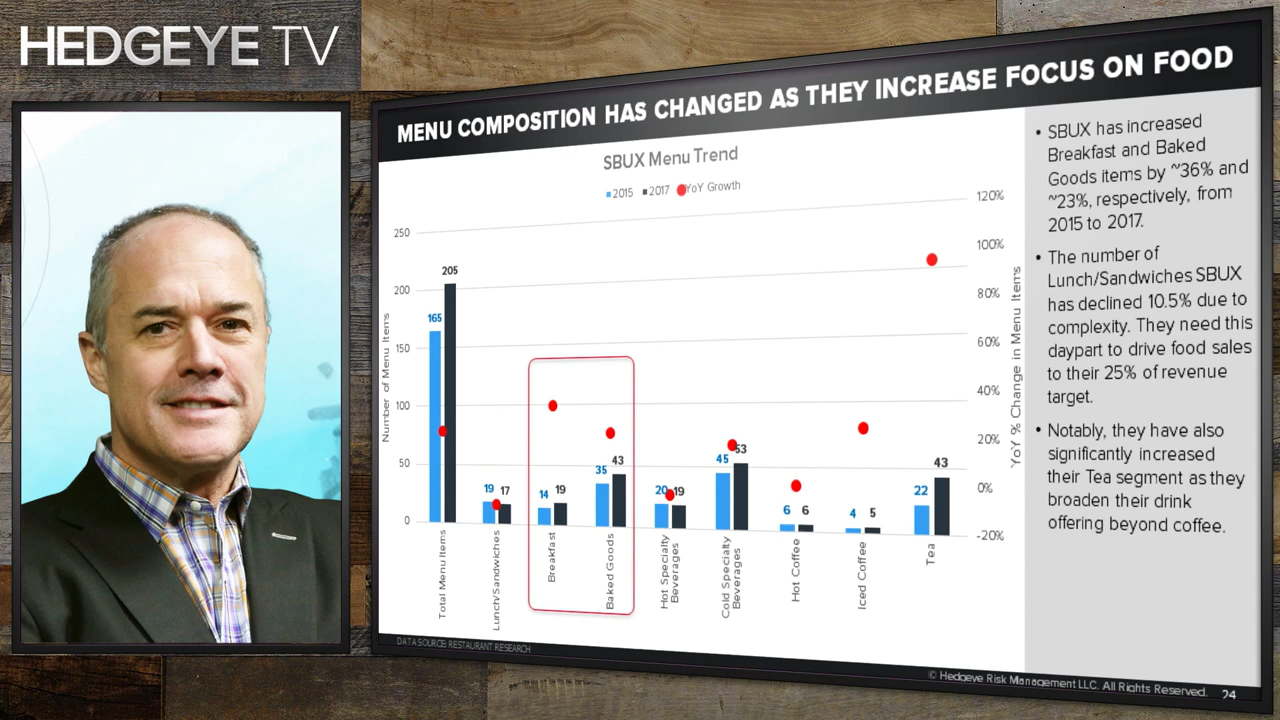 HEDGEYE TV
MENU COMPOSITION HAS CHANGED AS THEY INCREASE FOCUS ON FOOD
SBUX Menu Trend
2015 2017 YoY Growth
Number of Menu Items
250
200
150
100
50
0
120%
100%
80%
60%
40%
20%
0%
-20%
YoY % Change in Menu Items
165 205
19 17
14 19
35 43
20 19
45 53
6 6
4 5
22 43
Total Menu Items
Lunch/Sandwiches
Breakfast
Baked Goods
Hot Specialty
Beverages
Cold Specialty
Beverages
Hot Coffee
Iced Coffee
Tea
• SBUX has increased
Breakfast and Baked
Goods items by ~36% and
~23%, respectively, from
2015 to 2017.
• The number of
Lunch/Sandwiches SBUX
has declined 10.5% due to
complexity. They need this
daypart to drive food sales
to their 25% of revenue
target.
• Notably, they have also
significantly increased
their Tea segment as they
broaden their drink
offering beyond coffee.
DATA SOURCE: RESTAURANT RESEARCH
© Hedgeye Risk Management LLC. All Rights Reserved. 24